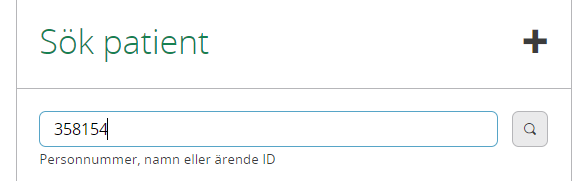 Sök patient
358154
Personnummer, namn eller ärende ID